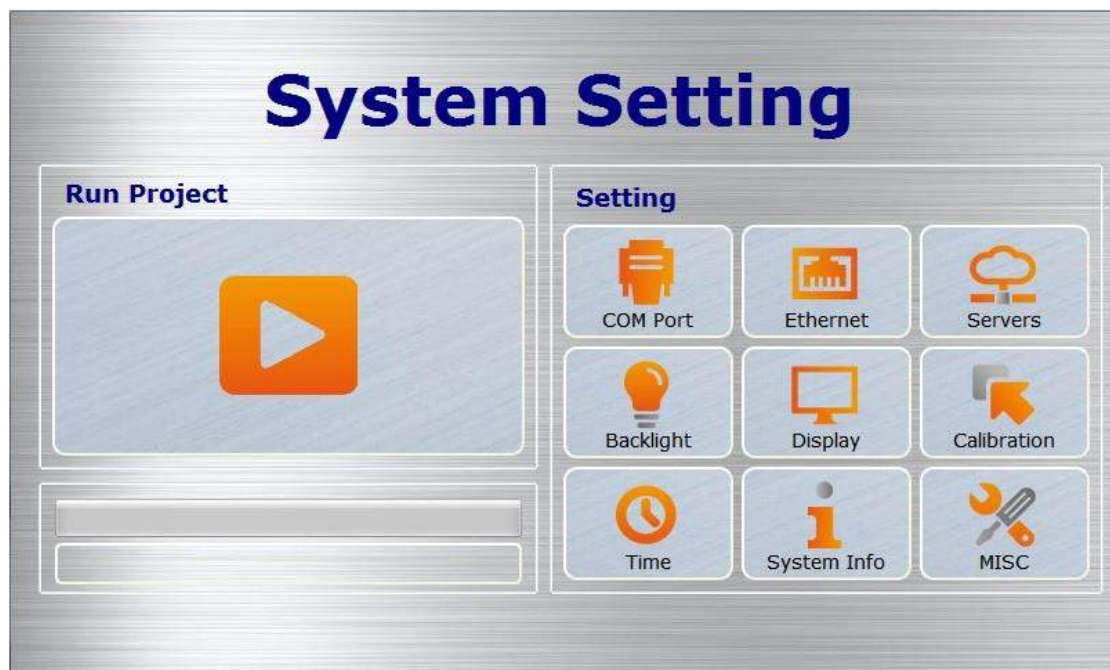 System Setting
Run Project
Setting
COM Port
Ethernet
Servers
Backlight
Display
Calibration
Time
System Info
MISC